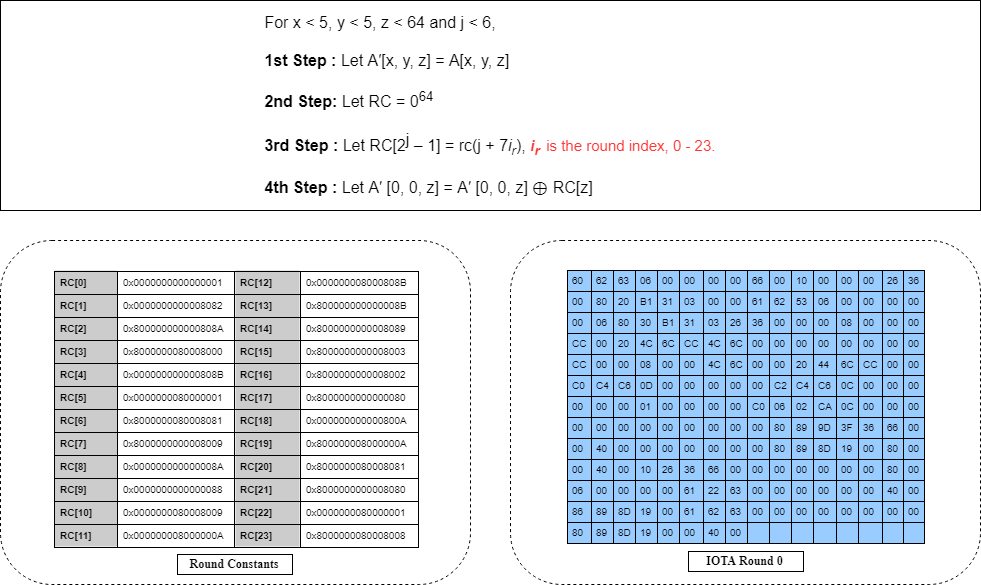 For x < 5, y < 5, z < 64 and j < 6,
1st Step : Let A′[x, y, z] = A[x, y, z]
2nd Step: Let RC = 0⁶⁴
3rd Step : Let RC[2ʲ – 1] = rc(j + 7iᵣ), iᵣ is the round index, 0 - 23.
4th Step : Let A′ [0, 0, z] = A′ [0, 0, z] ⊕ RC[z]
RC[0] 0x0000000000000001 RC[12] 0x000000008000808B
RC[1] 0x0000000000008082 RC[13] 0x800000000000008B
RC[2] 0x800000000000808A RC[14] 0x8000000000008089
RC[3] 0x8000000080008000 RC[15] 0x8000000000008003
RC[4] 0x000000000000808B RC[16] 0x8000000000008002
RC[5] 0x0000000080000001 RC[17] 0x8000000000000080
RC[6] 0x8000000080008081 RC[18] 0x000000000000800A
RC[7] 0x8000000000008009 RC[19] 0x800000008000000A
RC[8] 0x000000000000008A RC[20] 0x8000000080008081
RC[9] 0x0000000000000088 RC[21] 0x8000000000008080
RC[10] 0x0000000080008009 RC[22] 0x0000000080000001
RC[11] 0x000000008000000A RC[23] 0x8000000080008008
Round Constants
60 62 63 06 00 00 00 00 66 00 10 00 00 00 26 36
00 80 20 B1 31 03 00 00 61 62 53 06 00 00 00 00
00 06 80 30 B1 31 03 26 36 00 00 00 08 00 00 00
CC 00 20 4C 6C CC 4C 6C 00 00 00 00 00 00 00 00
CC 00 00 08 00 00 4C 6C 00 00 20 44 6C CC 00 00
C0 C4 C6 0D 00 00 00 00 00 C2 C4 C6 0C 00 00 00
00 00 00 01 00 00 00 00 C0 06 02 CA 0C 00 00 00
00 00 00 00 00 00 00 00 00 80 89 9D 3F 36 66 00
00 40 00 00 00 00 00 00 00 80 89 8D 19 00 80 00
00 40 00 10 26 36 66 00 00 00 00 00 00 00 80 00
06 00 00 00 00 61 22 63 00 00 00 00 00 00 40 00
86 89 8D 19 00 61 62 63 00 00 00 00 00 00 00 00
80 89 8D 19 00 00 40 00
IOTA Round 0